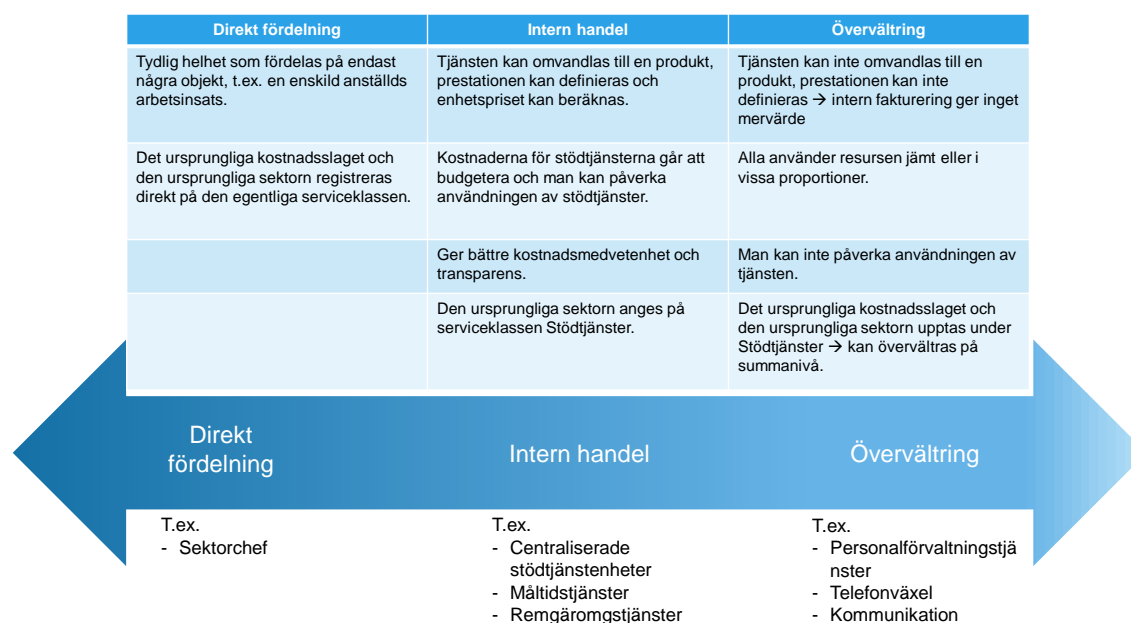 Direkt fördelning
Intern handel
Övervältring
Tydlig helhet som fördelas på endast
några objekt, t.ex. en enskild anställds
arbetsinsats.
Tjänsten kan omvandlas till en produkt,
prestationen kan definieras och
enhetspriset kan beräknas.
Tjänsten kan inte omvandlas till en
produkt, prestationen kan inte
definieras → intern fakturering ger inget
mervärde
Det ursprungliga kostnadsslaget och
den ursprungliga sektorn registreras
direkt på den egentliga serviceklassen.
Kostnaderna för stödtjänsterna går att
budgetera och man kan påverka
användningen av stödtjänster.
Alla använder resursen jämt eller i
vissa proportioner.
Ger bättre kostnadsmedvetenhet och
transparens.
Man kan inte påverka användningen av
tjänsten.
Den ursprungliga sektorn anges på
serviceklassen Stödtjänster.
Det ursprungliga kostnadsslaget och
den ursprungliga sektorn upptas under
Stödtjänster → kan övervältras på
summanivå.
Direkt
fördelning
Intern handel
Övervältring
T.ex.
- Sektorchef
T.ex.
- Centraliserade
stödtjänstenheter
- Måltidstjänster
- Remgäromgstjänster
T.ex.
- Personalförvaltningstjä
nster
- Telefonväxel
- Kommunikation